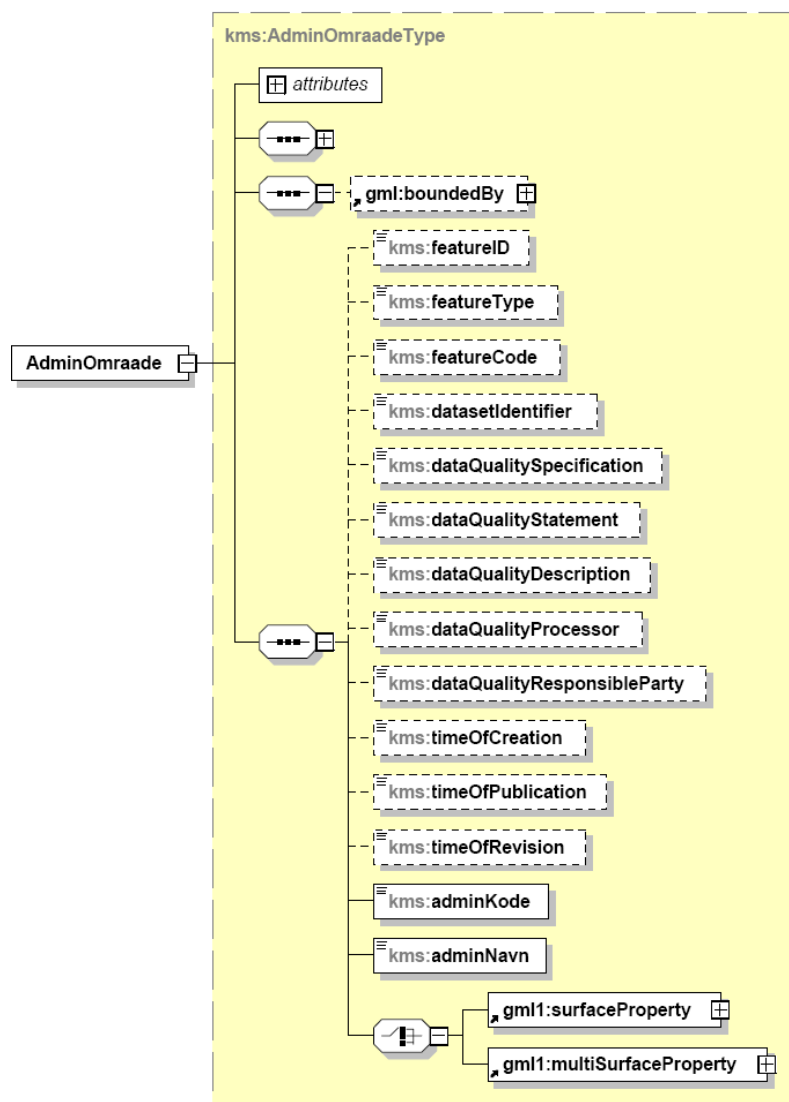 kms:AdminOmraadeType
attributes
gml:boundedBy
kms:featureID
kms:featureType
kms:featureCode
AdminOmraade
kms:datasetIdentifier
kms:dataQualitySpecification
kms:dataQualityStatement
kms:dataQualityDescription
kms:dataQualityProcessor
kms:dataQualityResponsibleParty
kms:timeOfCreation
kms:timeOfPublication
kms:timeOfRevision
kms:adminKode
kms:adminNavn
gml1:surfaceProperty
gml1:multiSurfaceProperty